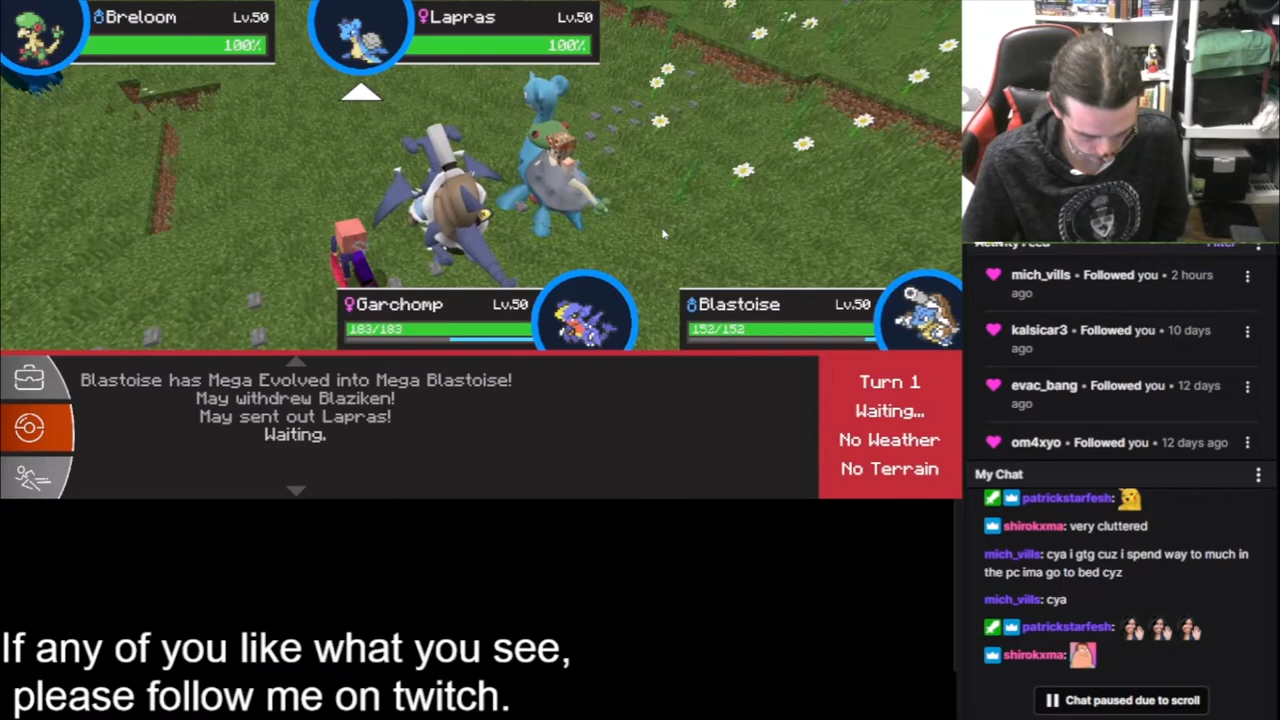 ♂Breloom Lv.50
100%
♀Lapras Lv.50
100%
♀Garchomp Lv.50
183/183
♂Blastoise Lv.50
152/152
Blastoise has Mega Evolved into Mega Blastoise!
May withdrew Blaziken!
May sent out Lapras!
Waiting.
Turn 1
Waiting...
No Weather
No Terrain
Activity Feed Filter
mich_vills • Followed you • 2 hours
ago
kalsicar3 • Followed you • 10 days
ago
evac_bang • Followed you • 12 days
ago
om4xyo • Followed you • 12 days ago
My Chat
patrickstarfesh:
shirokxma: very cluttered
mich_vills: cya i gtg cuz i spend way to much in
the pc ima go to bed cyz
mich_vills: cya
patrickstarfesh:
shirokxma:
Chat paused due to scroll
If any of you like what you see,
please follow me on twitch.